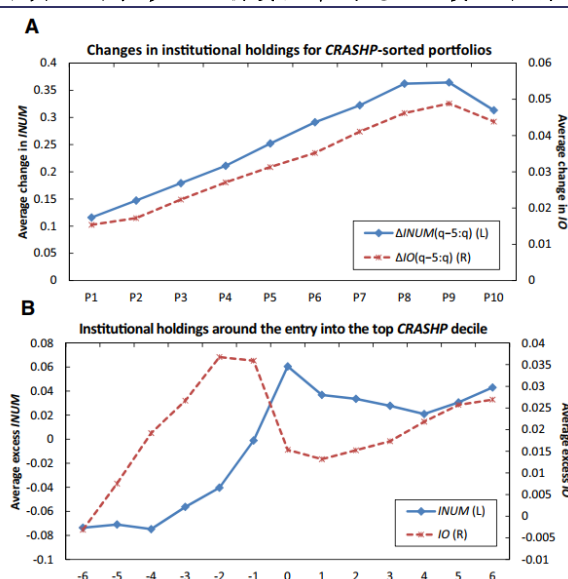 A
Changes in institutional holdings for CRASHP-sorted portfolios
Average change in INUM
0.4
0.35
0.3
0.25
0.2
0.15
0.1
0.05
0
0.06
0.05
0.04
0.03
0.02
0.01
0
Average change in IO
ΔINUM(q−5:q) (L)
ΔIO(q−5:q) (R)
P1 P2 P3 P4 P5 P6 P7 P8 P9 P10
B
Institutional holdings around the entry into the top CRASHP decile
Average excess INUM
0.08
0.06
0.04
0.02
0
-0.02
-0.04
-0.06
-0.08
-0.1
0.04
0.035
0.03
0.025
0.02
0.015
0.01
0.005
0
-0.005
-0.01
Average excess IO
INUM (L)
IO (R)
-6 -5 -4 -3 -2 -1 0 1 2 3 4 5 6